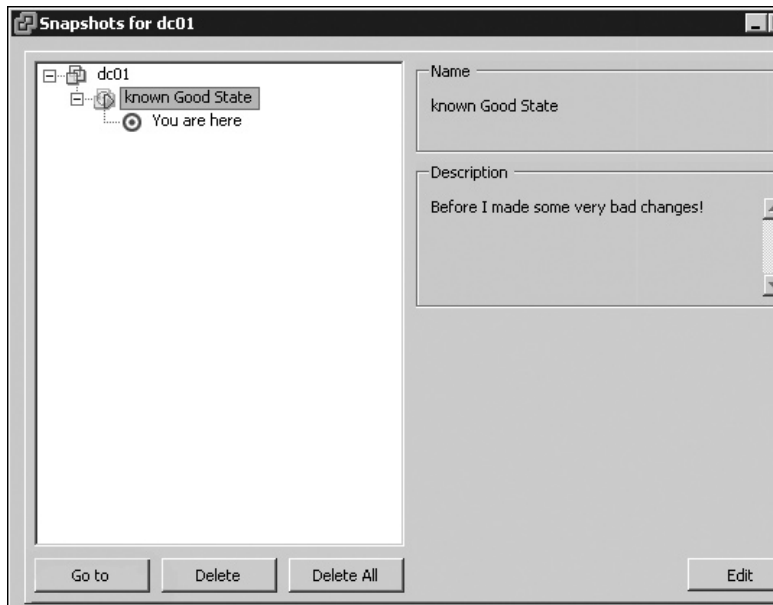 Snapshots for dc01
dc01
known Good State
You are here
Name
known Good State
Description
Before I made some very bad changes!
Go to
Delete
Delete All
Edit